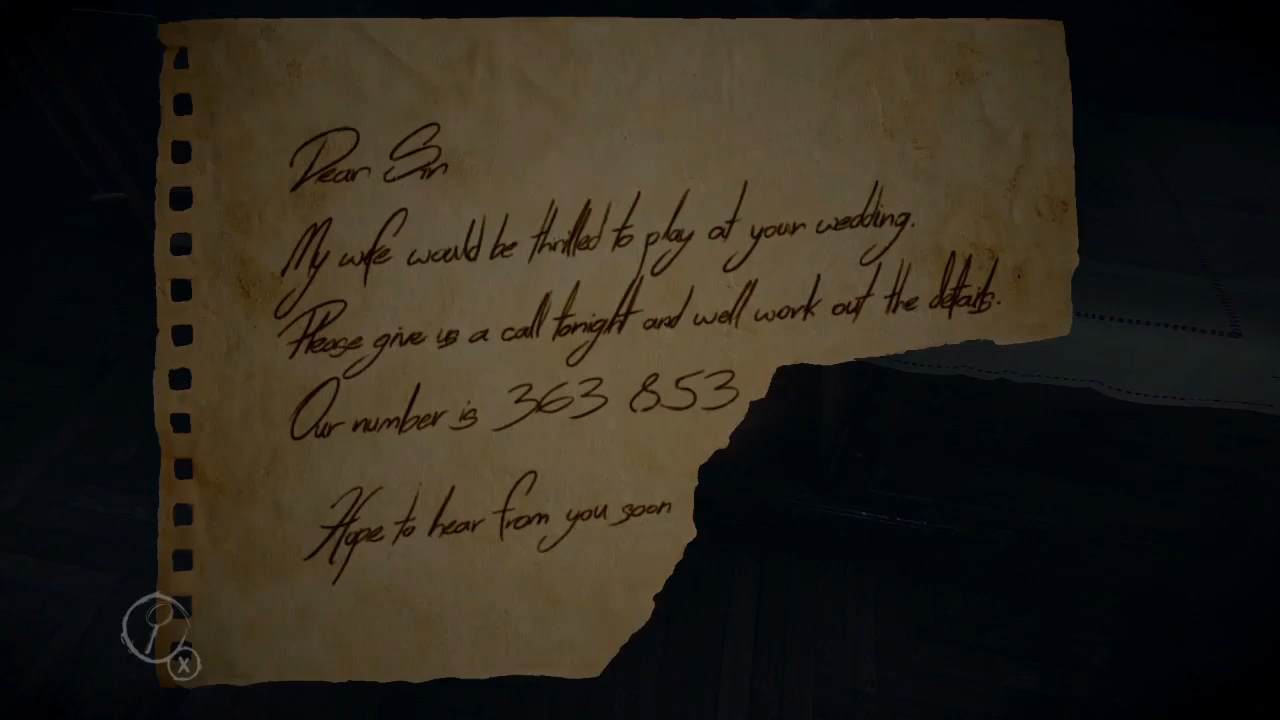 Dear Sir
My wife would be thrilled to play at your wedding.
Please give us a call tonight and well work out the details.
Our number is 363 853
Hope to hear from you soon
X